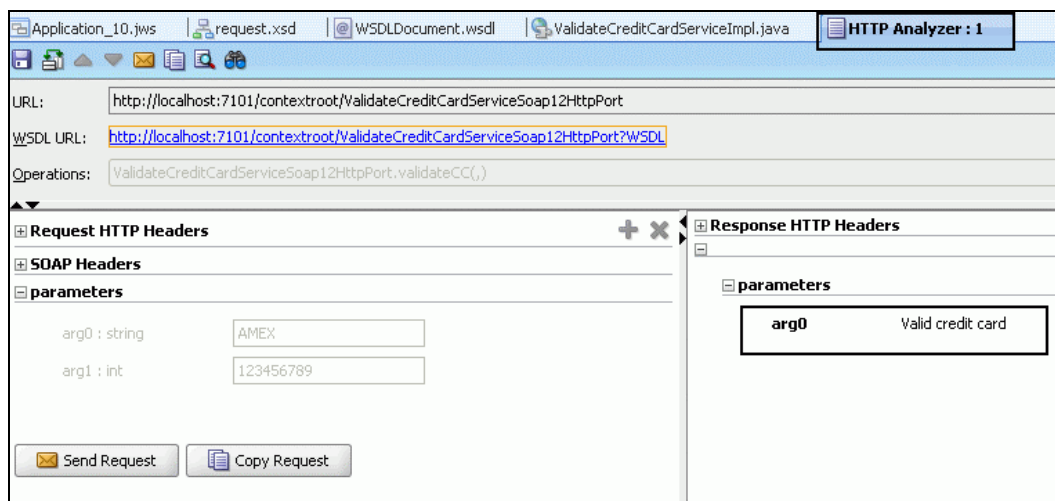 Application_10.jws request.xsd WSDLDocument.wsdl ValidateCreditCardServiceImpl.java HTTP Analyzer : 1
URL: http://localhost:7101/contextroot/ValidateCreditCardServiceSoap12HttpPort
WSDL URL: http://localhost:7101/contextroot/ValidateCreditCardServiceSoap12HttpPort?WSDL
Operations: ValidateCreditCardServiceSoap12HttpPort.validateCC(,)
Request HTTP Headers
SOAP Headers
parameters
arg0 : string AMEX
arg1 : int 123456789
Send Request Copy Request
Response HTTP Headers
parameters
arg0 Valid credit card